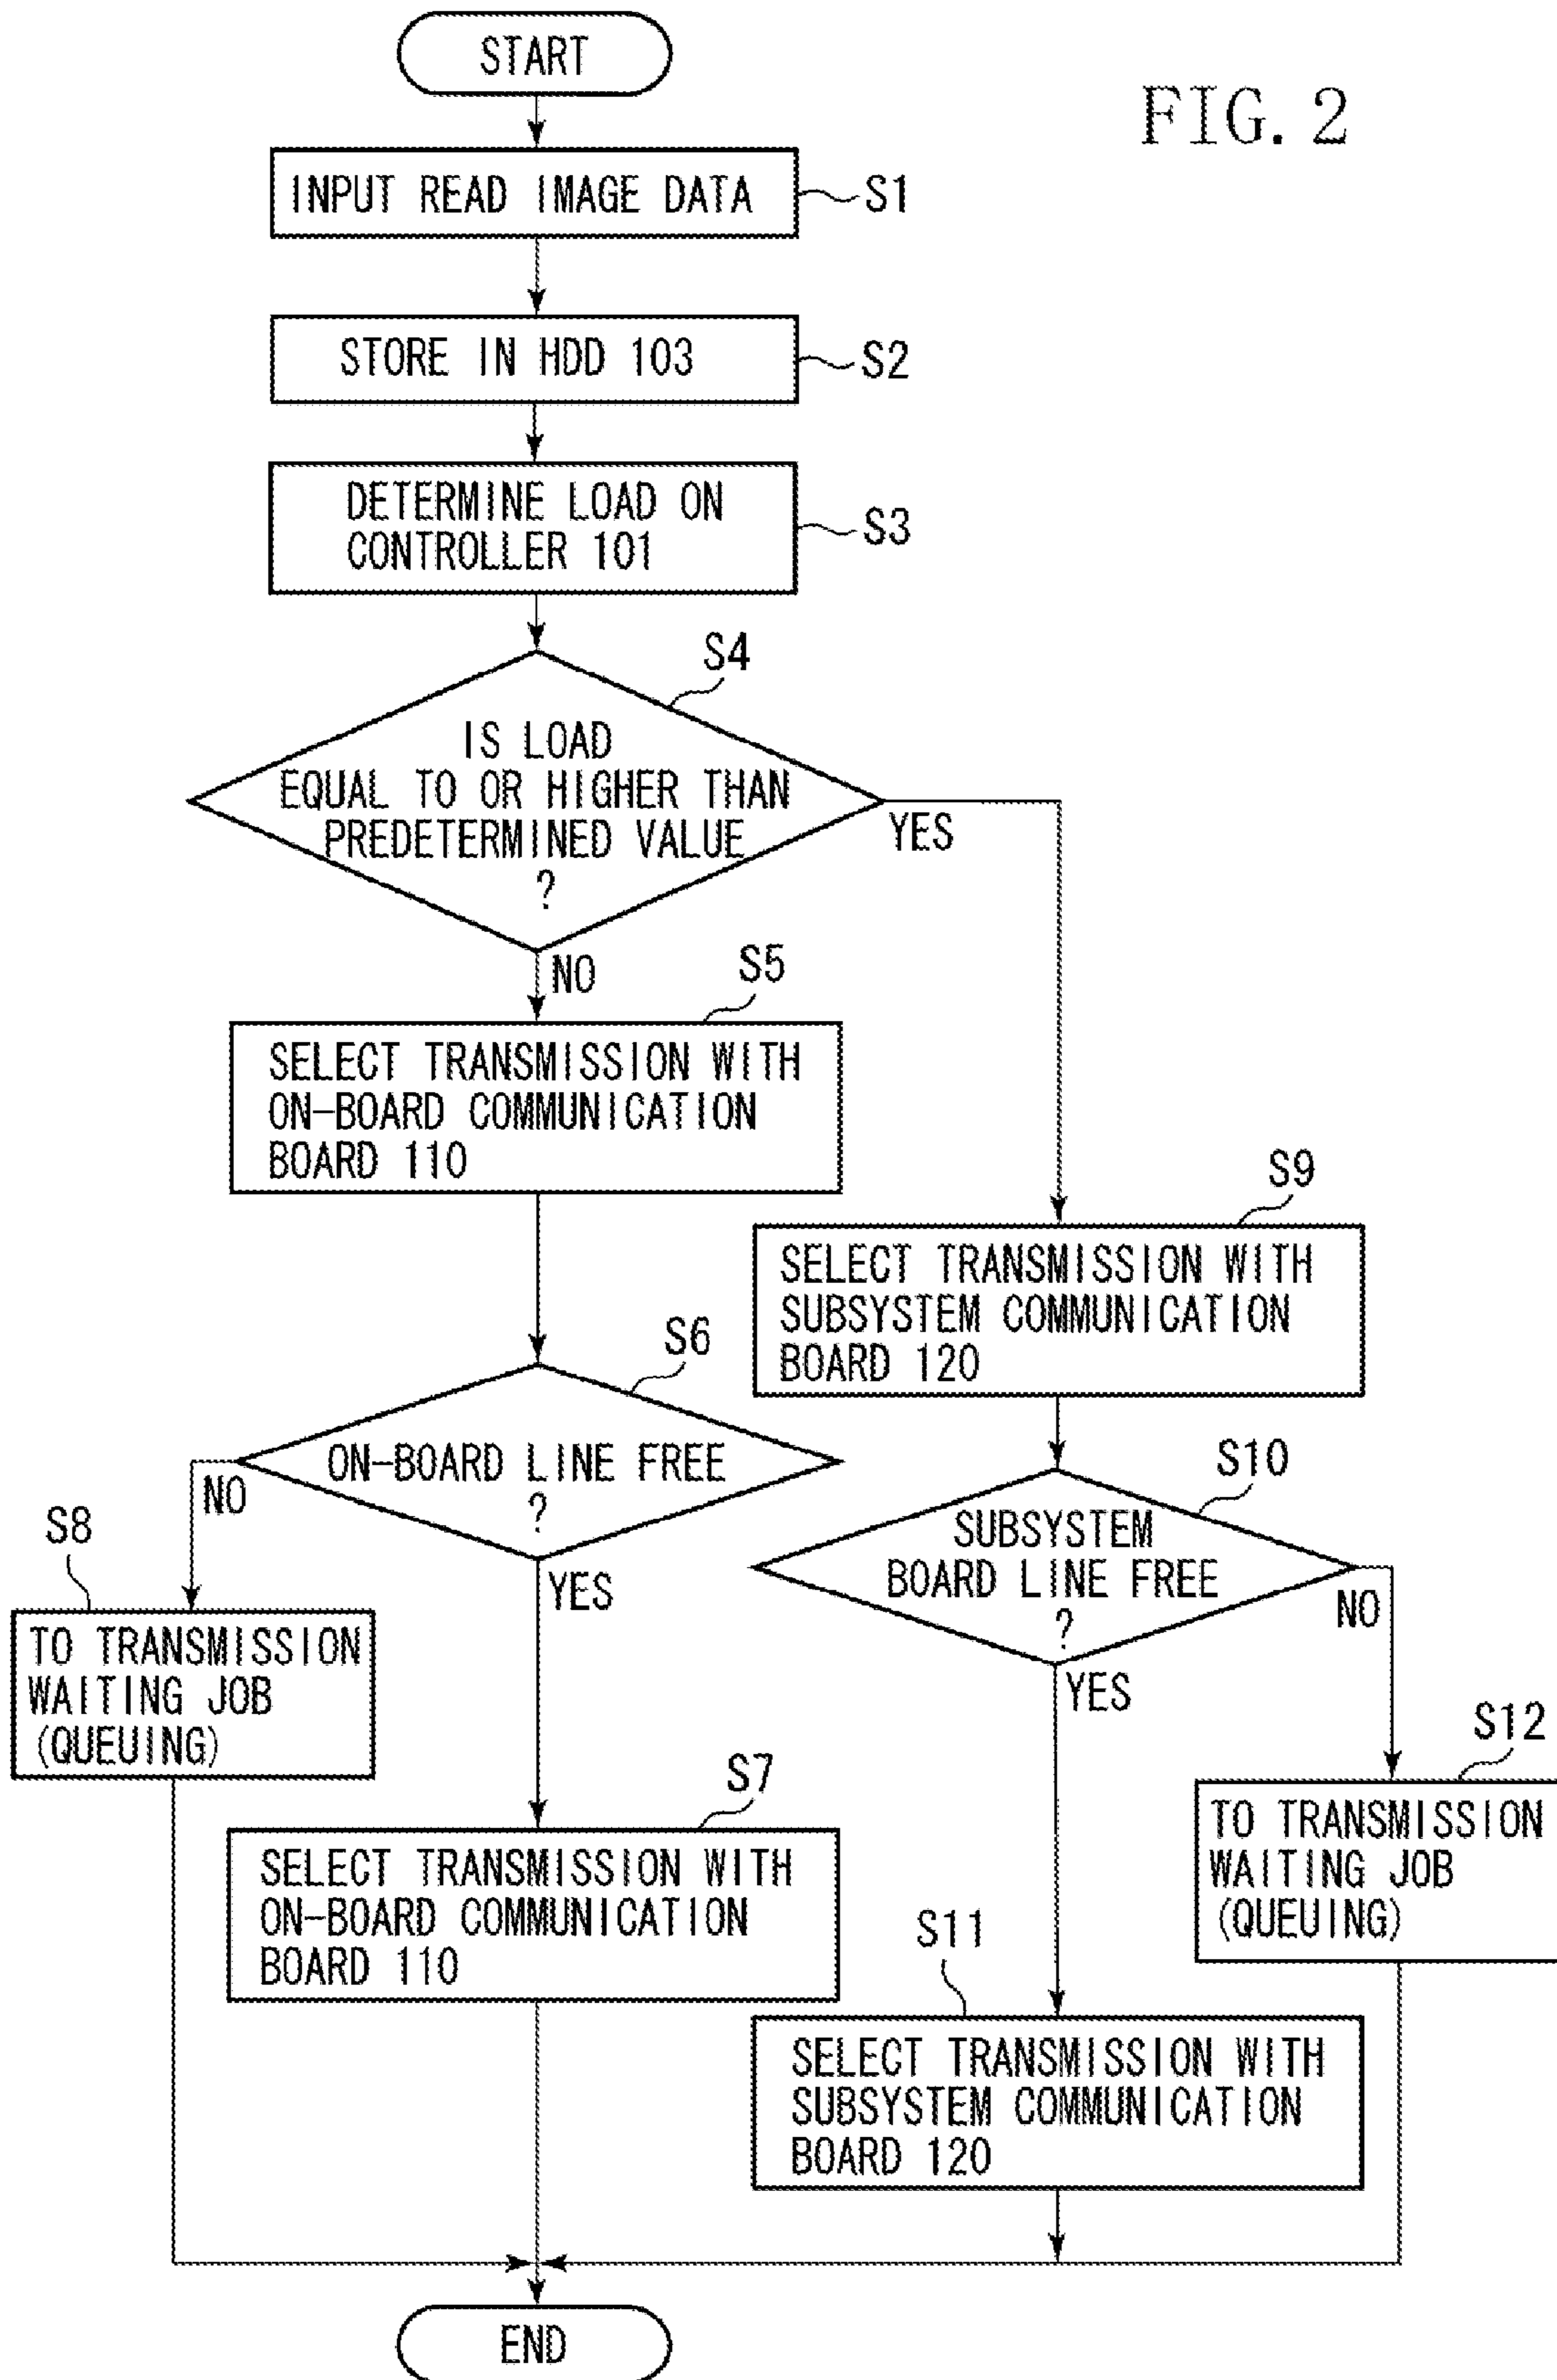 START
FIG. 2
INPUT READ IMAGE DATA
S1
STORE IN HDD 103
S2
DETERMINE LOAD ON
CONTROLLER 101
S3
S4
IS LOAD
EQUAL TO OR HIGHER THAN
PREDETERMINED VALUE
?
YES
NO
S5
SELECT TRANSMISSION WITH
ON-BOARD COMMUNICATION
BOARD 110
S9
SELECT TRANSMISSION WITH
SUBSYSTEM COMMUNICATION
BOARD 120
S6
ON-BOARD LINE FREE
?
NO
YES
S10
SUBSYSTEM
BOARD LINE FREE
?
NO
YES
S8
TO TRANSMISSION
WAITING JOB
(QUEUING)
S7
SELECT TRANSMISSION WITH
ON-BOARD COMMUNICATION
BOARD 110
S12
TO TRANSMISSION
WAITING JOB
(QUEUING)
S11
SELECT TRANSMISSION WITH
SUBSYSTEM COMMUNICATION
BOARD 120
END